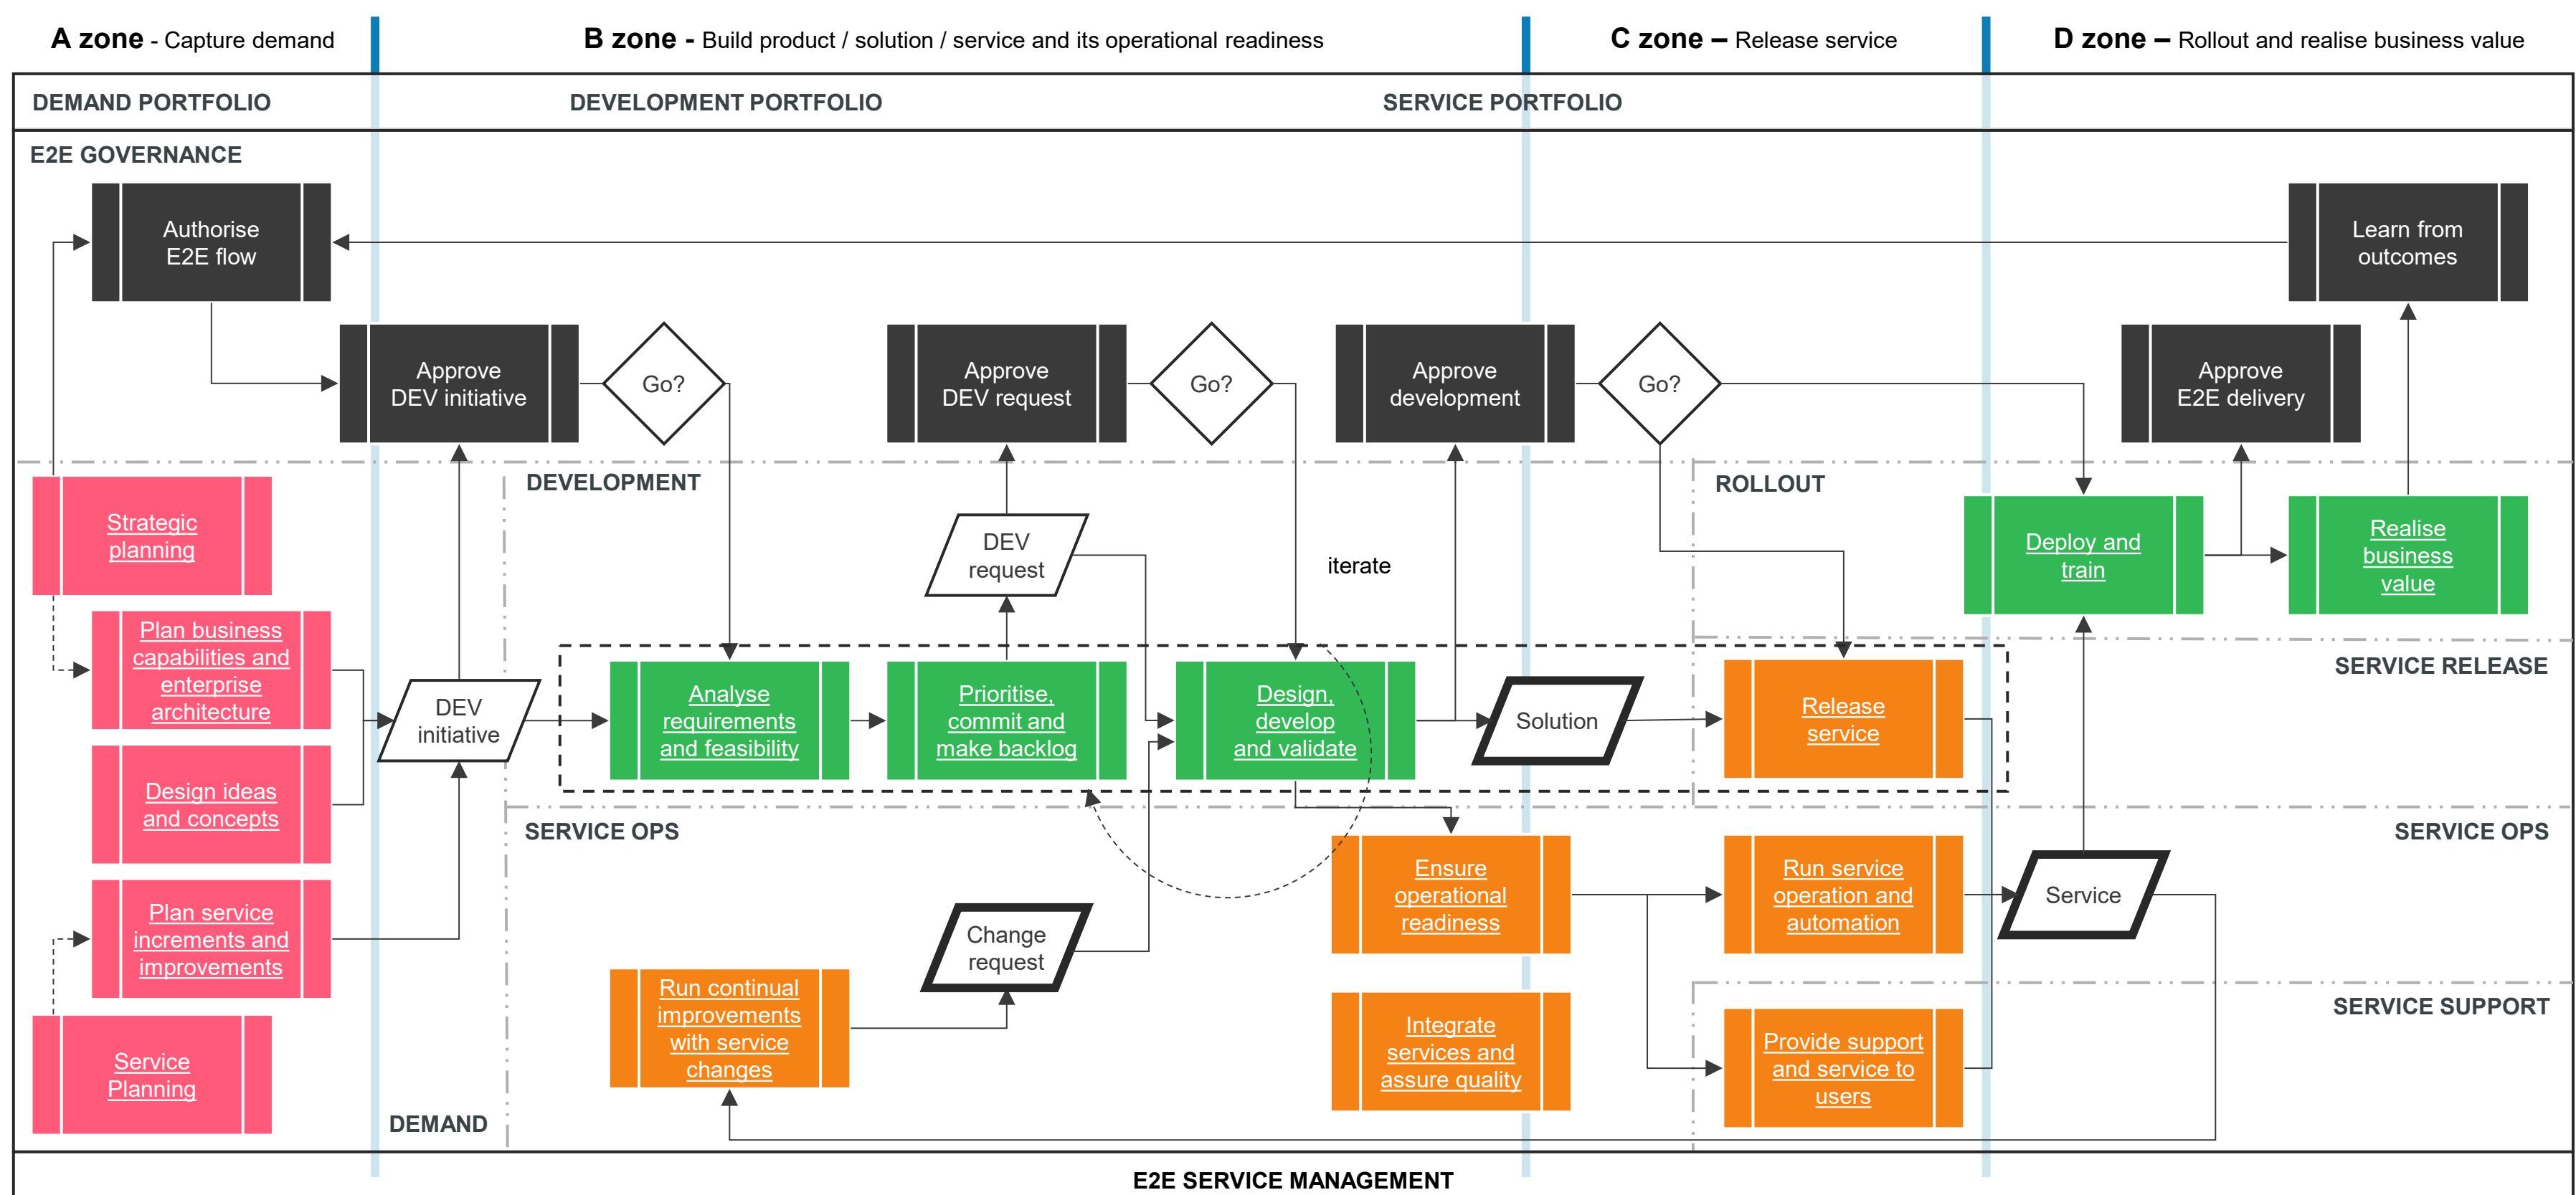 A zone - Capture demand
B zone - Build product / solution / service and its operational readiness
C zone – Release service
D zone – Rollout and realise business value
DEMAND PORTFOLIO
DEVELOPMENT PORTFOLIO
SERVICE PORTFOLIO
E2E GOVERNANCE
Authorise
E2E flow
Learn from
outcomes
Approve
DEV initiative
Go?
Approve
DEV request
Go?
Approve
development
Go?
Approve
E2E delivery
DEVELOPMENT
ROLLOUT
Strategic
planning
DEV
request
iterate
Deploy and
train
Realise
business
value
Plan business
capabilities and
enterprise
architecture
SERVICE RELEASE
DEV
initiative
Analyse
requirements
and feasibility
Prioritise,
commit and
make backlog
Design,
develop
and validate
Solution
Release
service
Design ideas
and concepts
SERVICE OPS
SERVICE OPS
Plan service
increments and
improvements
Change
request
Ensure
operational
readiness
Run service
operation and
automation
Service
SERVICE SUPPORT
Run continual
improvements
with service
changes
Integrate
services and
assure quality
Provide support
and service to
users
Service
Planning
DEMAND
E2E SERVICE MANAGEMENT